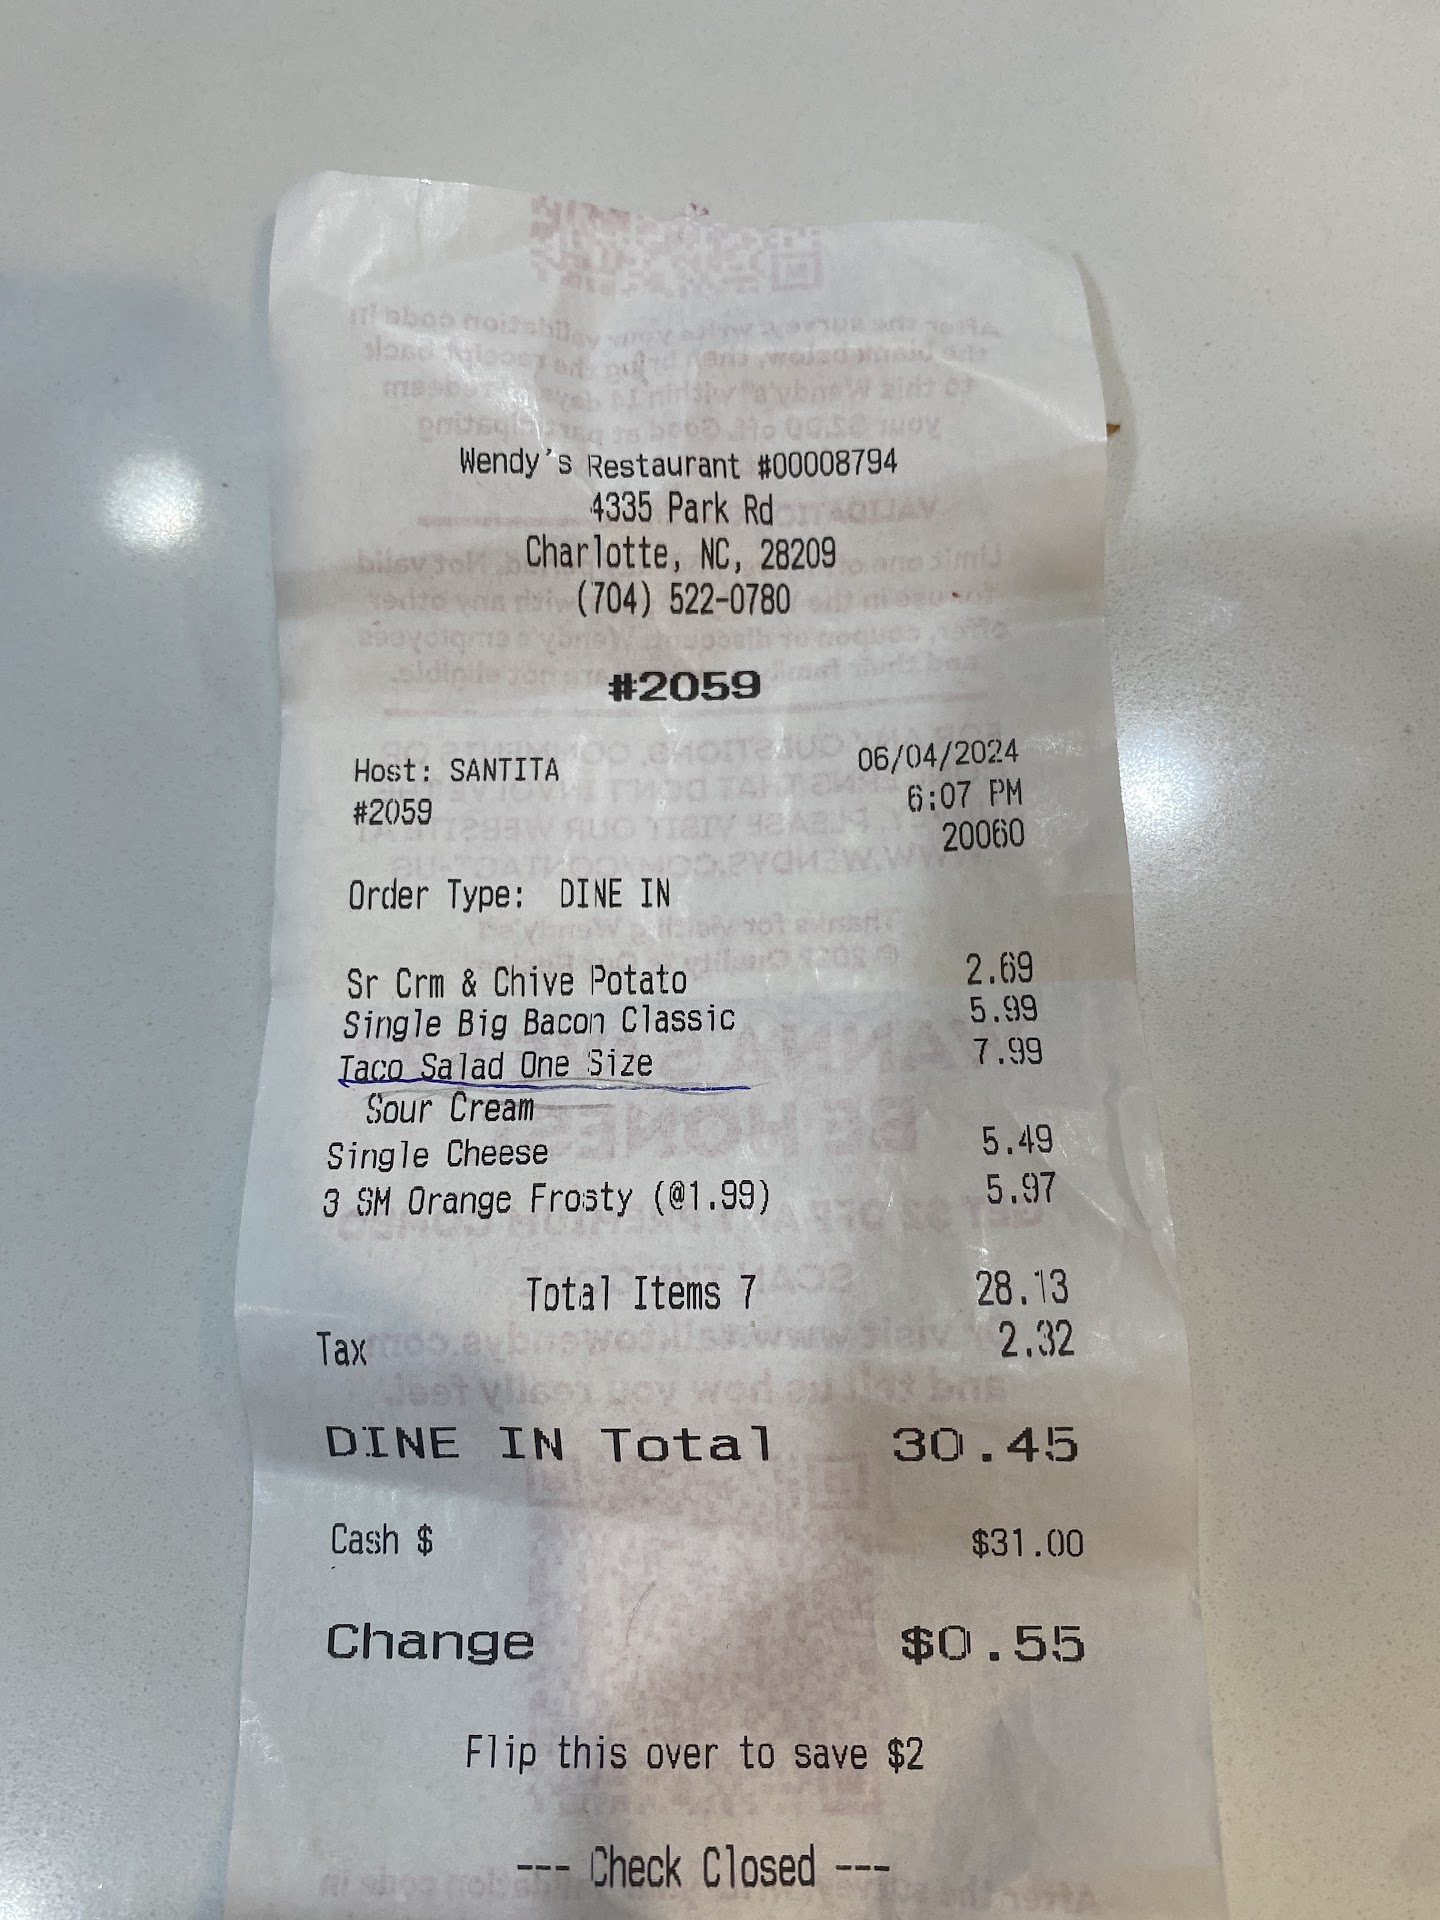 Wendy's Restaurant #00008794
4335 Park Rd
Charlotte, NC, 28209
(704) 522-0780
#2059
Host: SANTITA 06/04/2024
#2059 6:07 PM
20060
Order Type: DINE IN
Sr Crm & Chive Potato 2.69
Single Big Bacon Classic 5.99
Taco Salad One Size 7.99
Sour Cream
Single Cheese 5.49
3 SM Orange Frosty (@1.99) 5.97
Total Items 7 28.13
Tax 2.32
DINE IN Total 30.45
Cash $ $31.00
Change $0.55
Flip this over to save $2
--- Check Closed ---